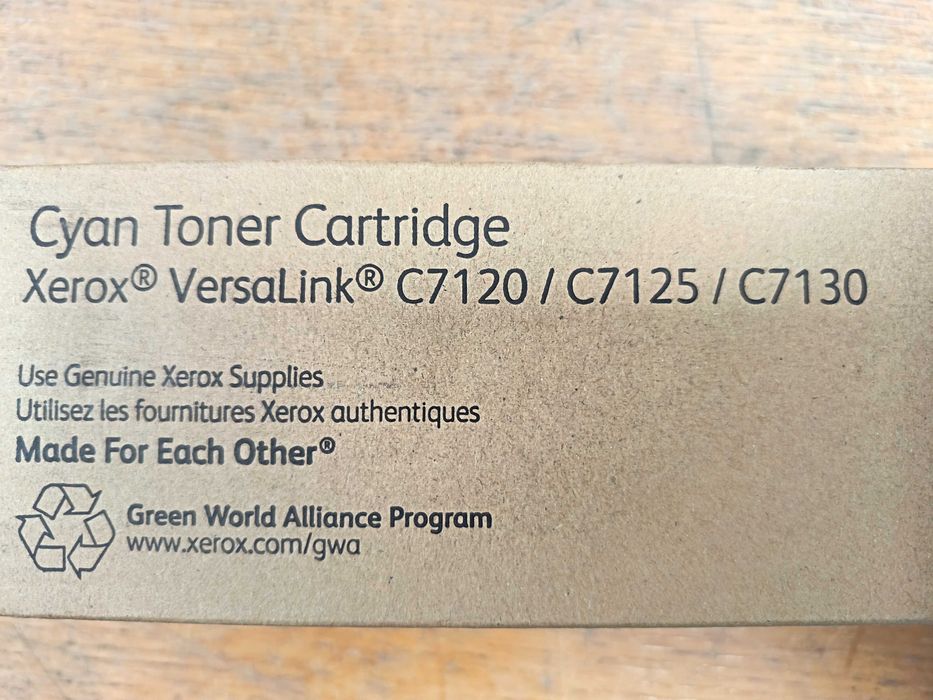 Cyan Toner Cartridge
Xerox® VersaLink® C7120 / C7125 / C7130
Use Genuine Xerox Supplies
Utilisez les fournitures Xerox authentiques
Made For Each Other®
Green World Alliance Program
www.xerox.com/gwa